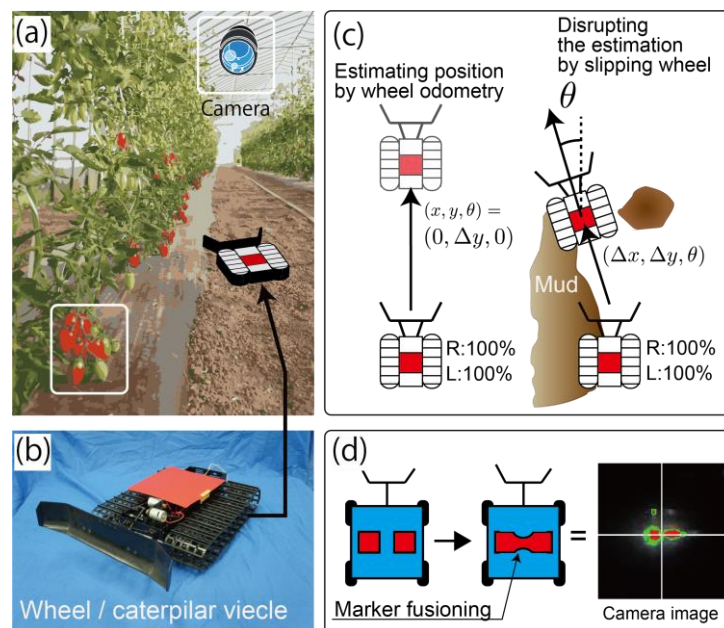 (a)
Camera
(b)
Wheel / caterpilar viecle
(c)
Estimating position
by wheel odometry
(x, y, θ) =
(0, Δy, 0)
R:100%
L:100%
Disrupting
the estimation
by slipping wheel
θ
(Δx, Δy, θ)
Mud
R:100%
L:100%
(d)
Marker fusioning
=
Camera image